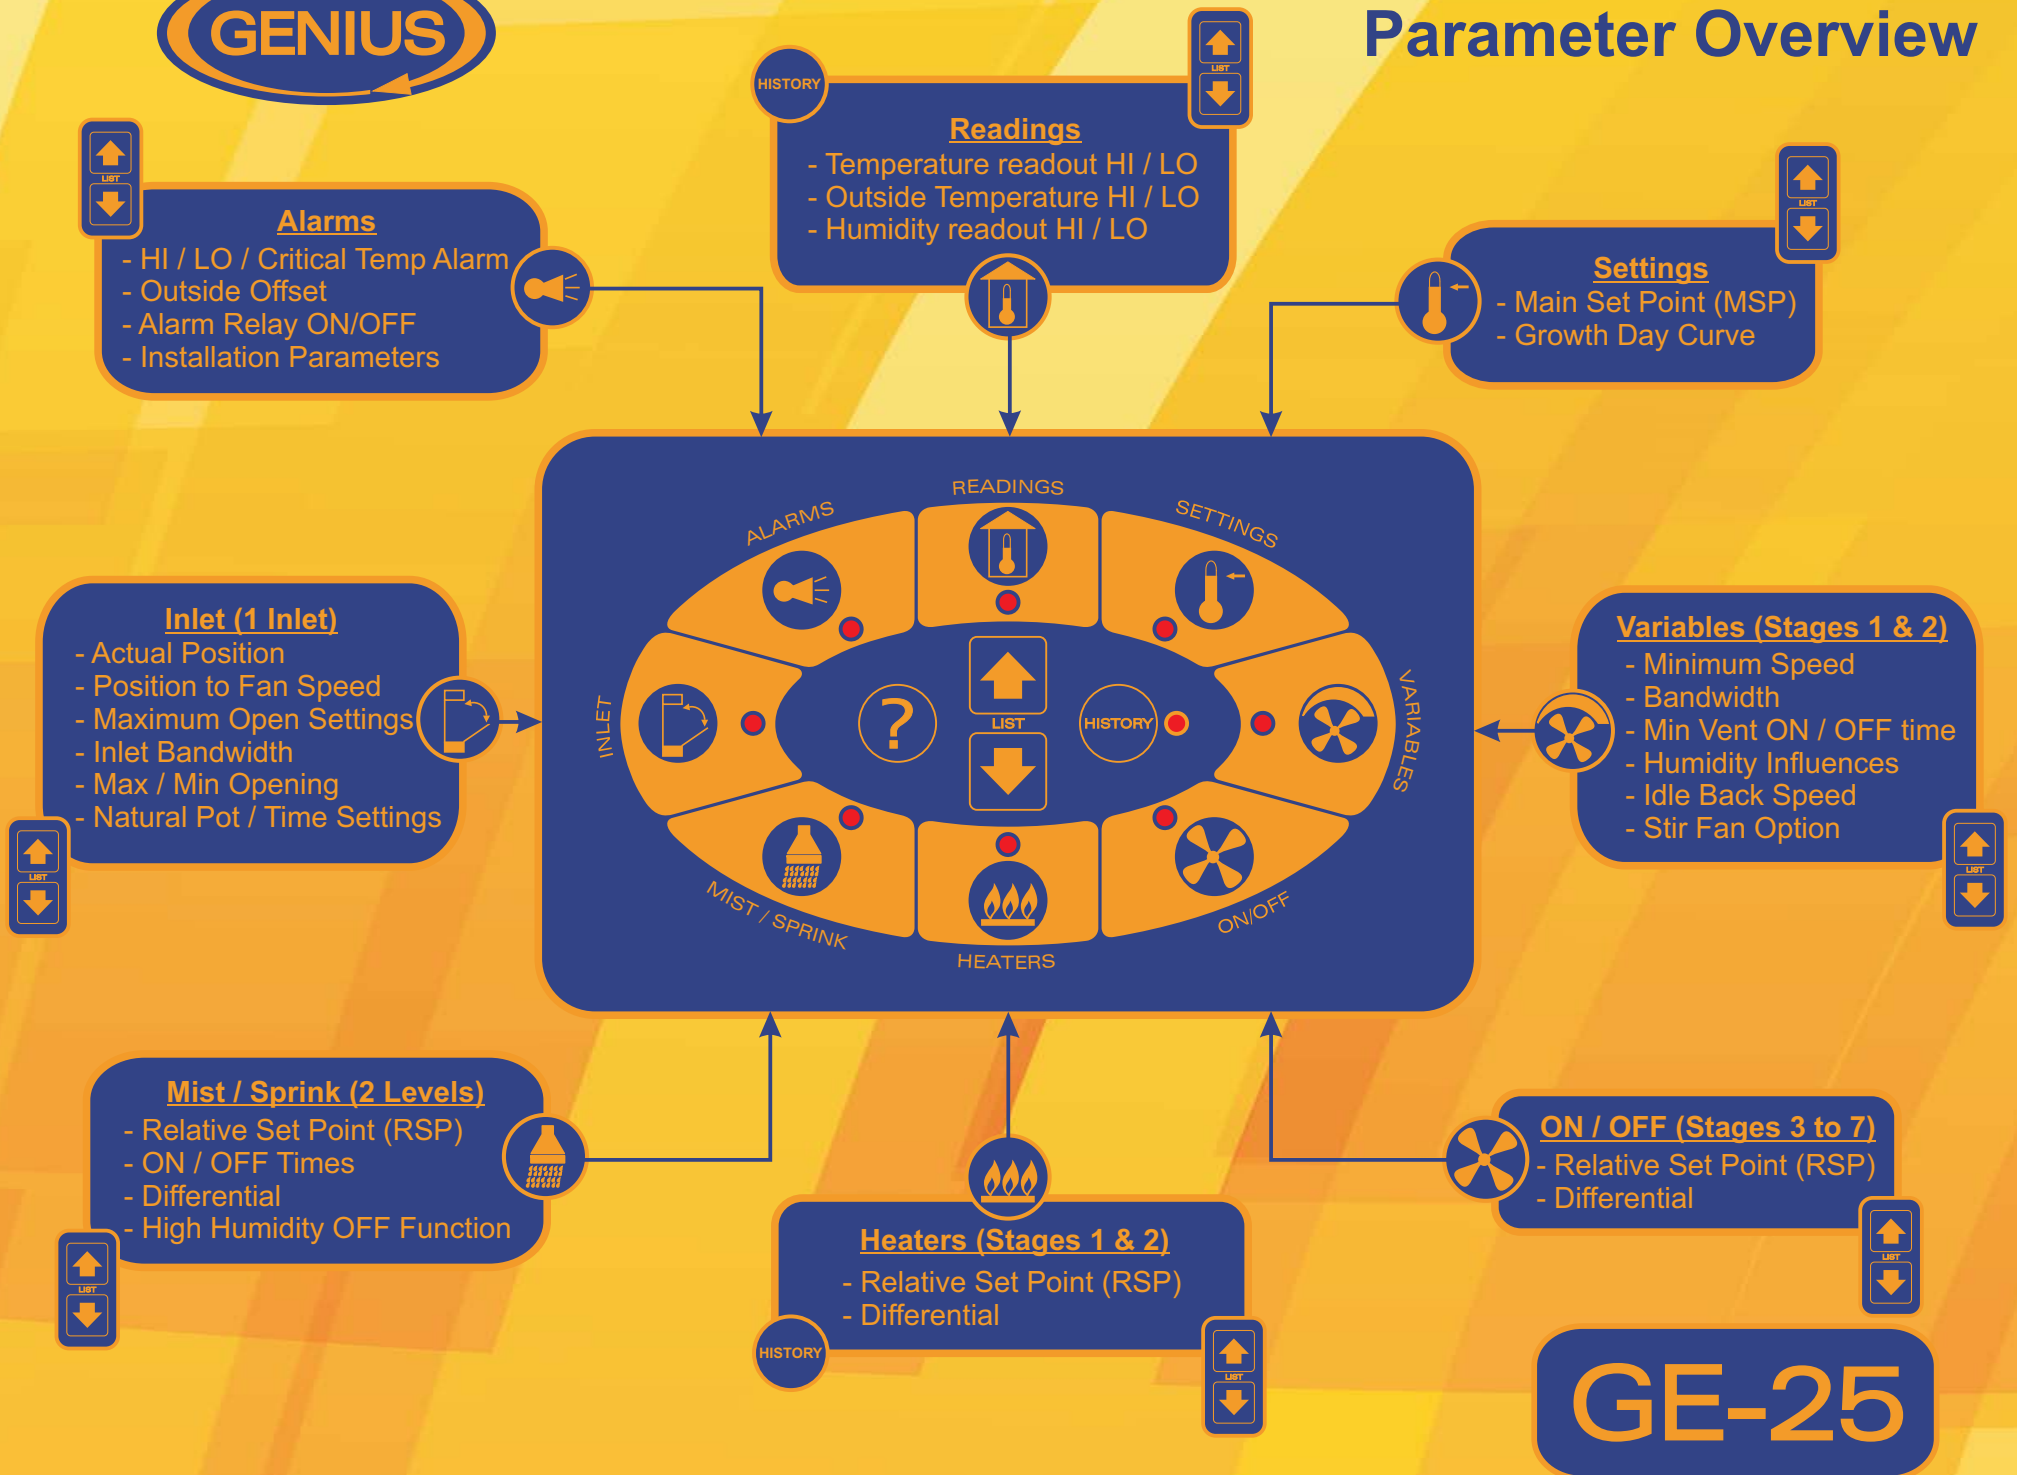 GENIUS
Parameter Overview
HISTORY
LIST
Readings
- Temperature readout HI / LO
- Outside Temperature HI / LO
- Humidity readout HI / LO
LIST
Alarms
- HI / LO / Critical Temp Alarm
- Outside Offset
- Alarm Relay ON/OFF
- Installation Parameters
LIST
Settings
- Main Set Point (MSP)
- Growth Day Curve
READINGS
ALARMS
SETTINGS
INLET
VARIABLES
?
LIST
HISTORY
MIST / SPRINK
HEATERS
ON/OFF
Inlet (1 Inlet)
- Actual Position
- Position to Fan Speed
- Maximum Open Settings
- Inlet Bandwidth
- Max / Min Opening
- Natural Pot / Time Settings
LIST
Variables (Stages 1 & 2)
- Minimum Speed
- Bandwidth
- Min Vent ON / OFF time
- Humidity Influences
- Idle Back Speed
- Stir Fan Option
LIST
Mist / Sprink (2 Levels)
- Relative Set Point (RSP)
- ON / OFF Times
- Differential
- High Humidity OFF Function
LIST
Heaters (Stages 1 & 2)
- Relative Set Point (RSP)
- Differential
HISTORY
LIST
ON / OFF (Stages 3 to 7)
- Relative Set Point (RSP)
- Differential
LIST
GE-25